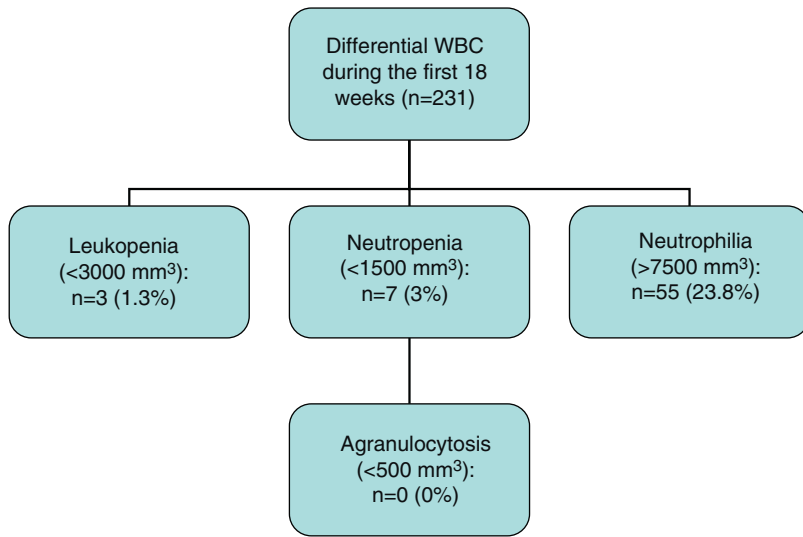 Differential WBC
during the first 18
weeks (n=231)
Leukopenia
(<3000 mm³):
n=3 (1.3%)
Neutropenia
(<1500 mm³):
n=7 (3%)
Neutrophilia
(>7500 mm³):
n=55 (23.8%)
Agranulocytosis
(<500 mm³):
n=0 (0%)